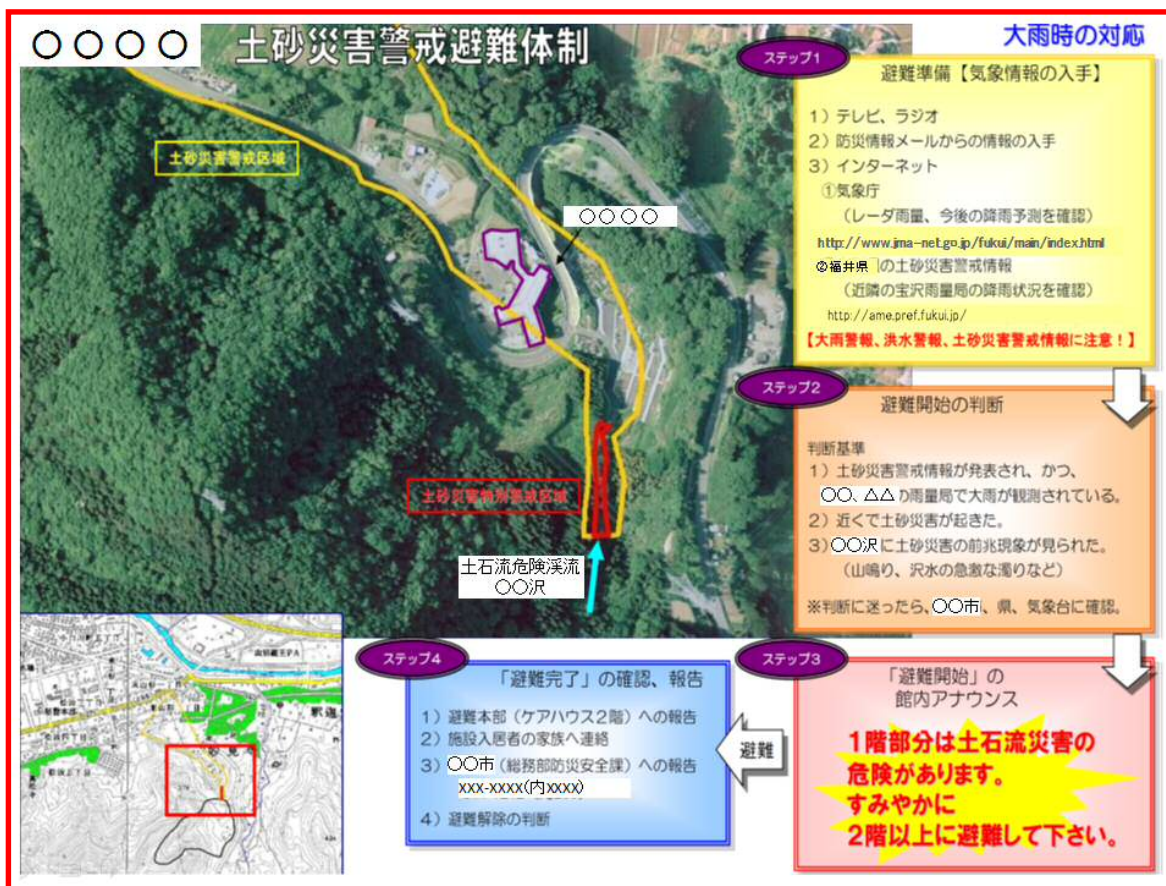 〇〇〇〇 土砂災害警戒避難体制
大雨時の対応
土砂災害警戒区域
〇〇〇〇
土砂災害特別警戒区域
土石流危険渓流
〇〇沢
ステップ1
避難準備【気象情報の入手】
1）テレビ、ラジオ
2）防災情報メールからの情報の入手
3）インターネット
①気象庁
（レーダ雨量、今後の降雨予測を確認）
http://www.jma-net.go.jp/fukui/main/index.html
②福井県の土砂災害警戒情報
（近隣の宝沢雨量局の降雨状況を確認）
http://ame.pref.fukui.jp/
【大雨警報、洪水警報、土砂災害警戒情報に注意！】
ステップ2
避難開始の判断
判断基準
1）土砂災害警戒情報が発表され、かつ、
〇〇、△△の雨量局で大雨が観測されている。
2）近くで土砂災害が起きた。
3）〇〇沢に土砂災害の前兆現象が見られた。
（山鳴り、沢水の急激な濁りなど）
※判断に迷ったら、〇〇市、県、気象台に確認。
ステップ3
「避難開始」の
館内アナウンス
1階部分は土石流災害の
危険があります。
すみやかに
2階以上に避難して下さい。
避難
ステップ4
「避難完了」の確認、報告
1）避難本部（ケアハウス2階）への報告
2）施設入居者の家族へ連絡
3）〇〇市（総務部防災安全課）への報告
xxx-xxxx(内xxxx)
4）避難解除の判断